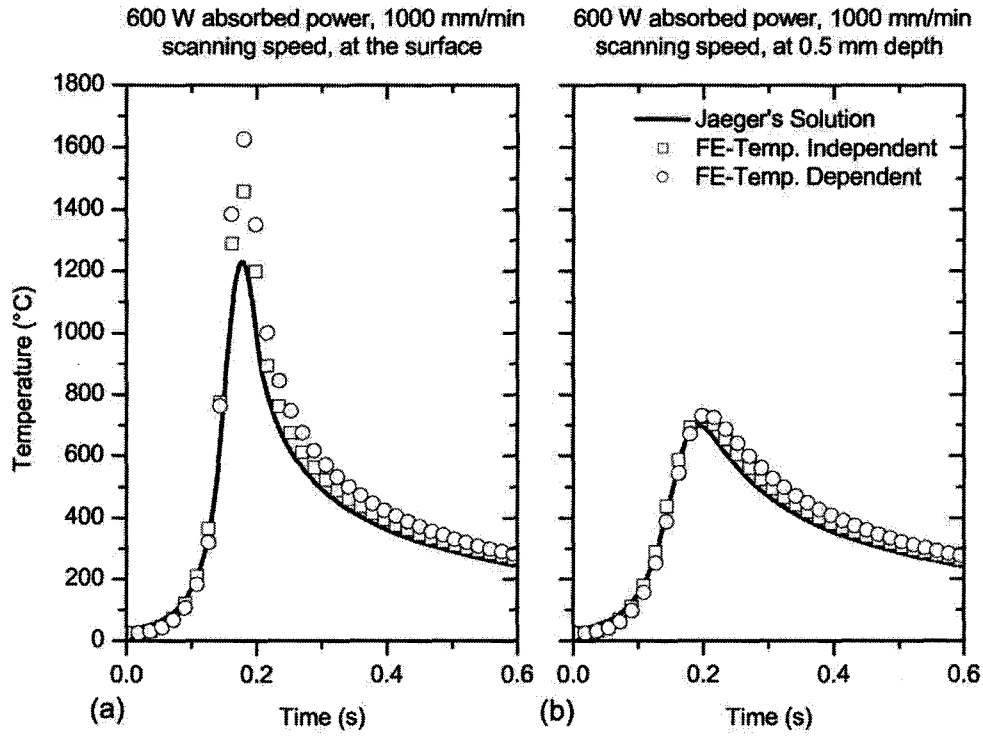 600 W absorbed power, 1000 mm/min
scanning speed, at the surface
600 W absorbed power, 1000 mm/min
scanning speed, at 0.5 mm depth
Temperature (°C)
1800
1600
1400
1200
1000
800
600
400
200
0
0.0
0.2
0.4
0.6
(a)
Time (s)
Jaeger's Solution
FE-Temp. Independent
FE-Temp. Dependent
0.0
0.2
0.4
0.6
(b)
Time (s)